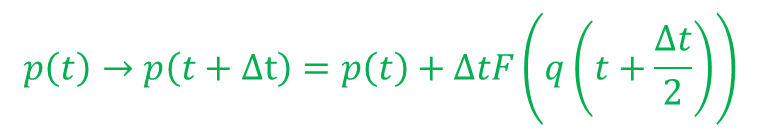 p(t) → p(t + Δt) = p(t) + ΔtF(q(t + Δt/2))